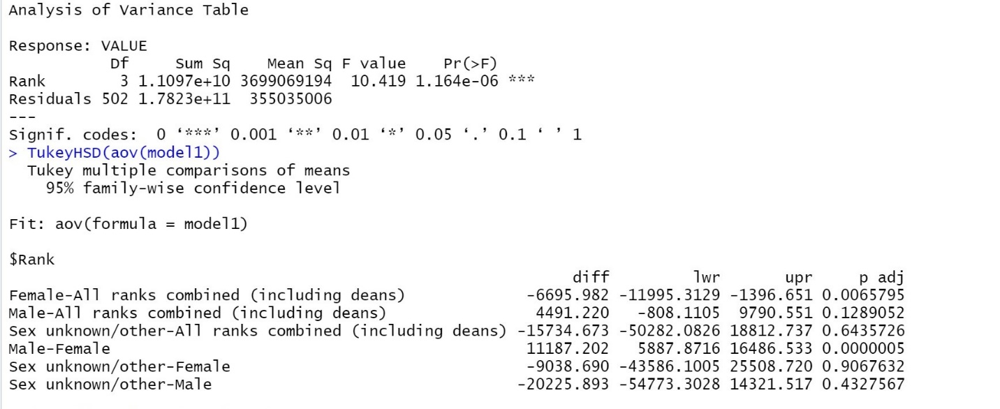 Analysis of Variance Table
Response: VALUE
Df Sum Sq Mean Sq F value Pr(>F)
Rank 3 1.1097e+10 3699069194 10.419 1.164e-06 ***
Residuals 502 1.7823e+11 355035006
---
Signif. codes: 0 ‘***’ 0.001 ‘**’ 0.01 ‘*’ 0.05 ‘.’ 0.1 ‘ ’ 1
> TukeyHSD(aov(model1))
Tukey multiple comparisons of means
95% family-wise confidence level
Fit: aov(formula = model1)
$Rank
diff lwr upr p adj
Female-All ranks combined (including deans) -6695.982 -11995.3129 -1396.651 0.0065795
Male-All ranks combined (including deans) 4491.220 -808.1105 9790.551 0.1289052
Sex unknown/other-All ranks combined (including deans) -15734.673 -50282.0826 18812.737 0.6435726
Male-Female 11187.202 5887.8716 16486.533 0.0000005
Sex unknown/other-Female -9038.690 -43586.1005 25508.720 0.9067632
Sex unknown/other-Male -20225.893 -54773.3028 14321.517 0.4327567